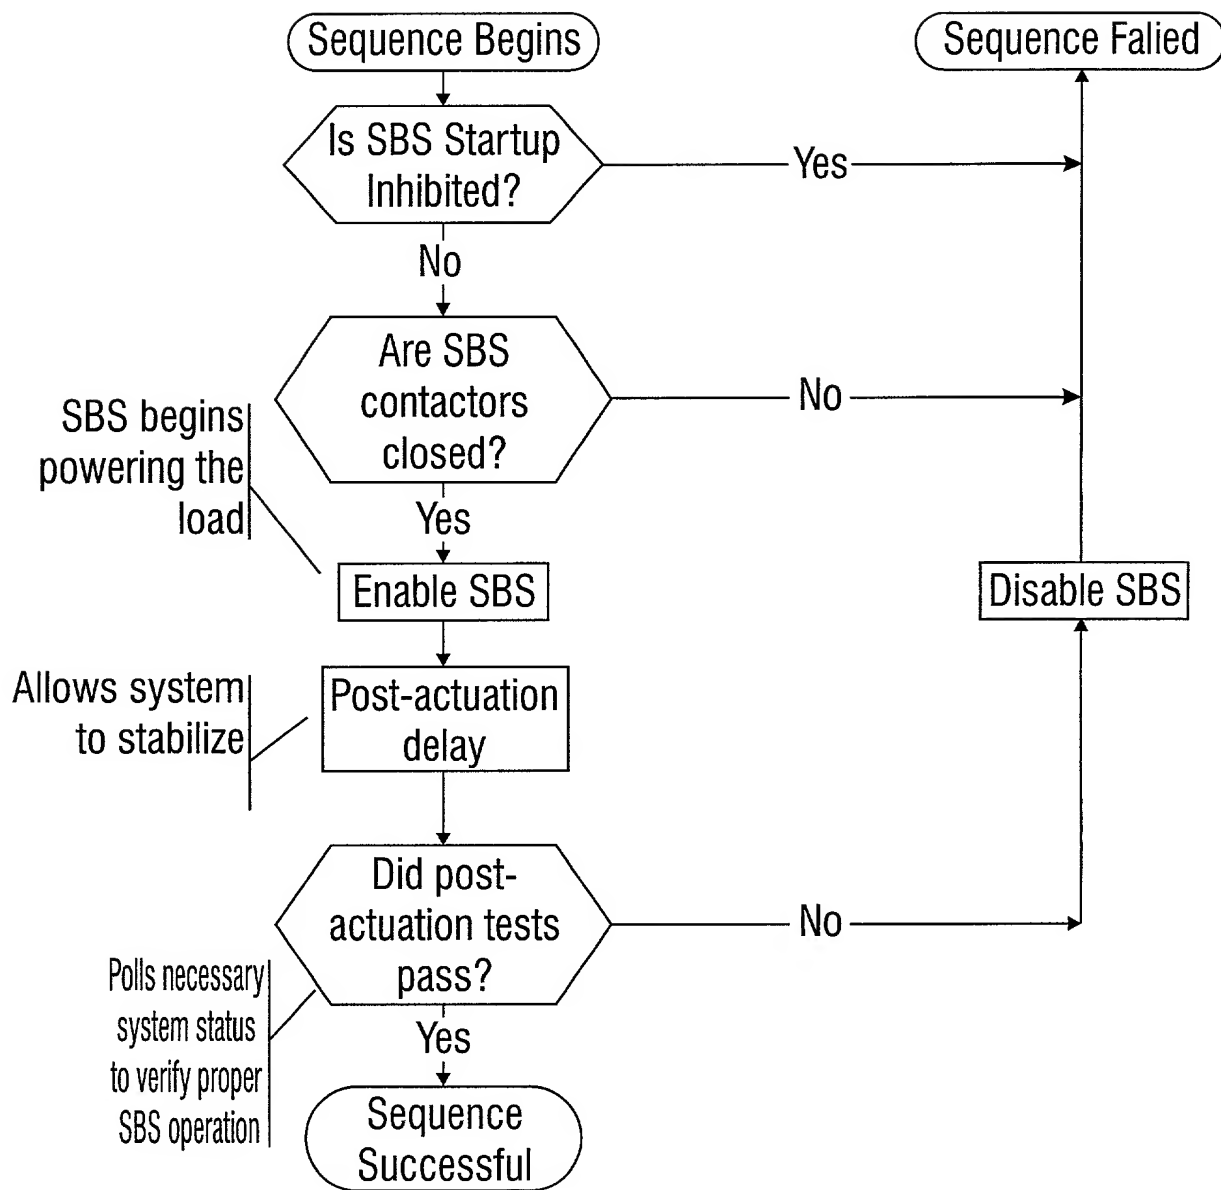 Sequence Begins
Sequence Falied
Is SBS Startup
Inhibited?
Yes
No
Are SBS
contactors
closed?
No
SBS begins
powering the
load
Yes
Enable SBS
Disable SBS
Allows system
to stabilize
Post-actuation
delay
Did post-
actuation tests
pass?
No
Polls necessary
system status
to verify proper
SBS operation
Yes
Sequence
Successful